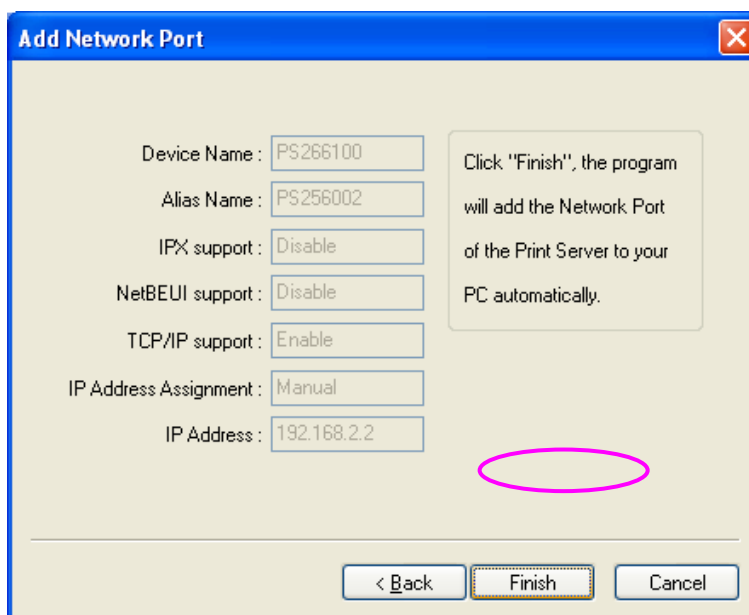 Add Network Port
Device Name : PS266100
Alias Name : PS256002
IPX support : Disable
NetBEUI support : Disable
TCP/IP support : Enable
IP Address Assignment : Manual
IP Address : 192.168.2.2
Click "Finish", the program
will add the Network Port
of the Print Server to your
PC automatically.
< Back
Finish
Cancel